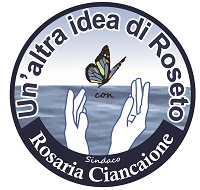 Un'altra idea di Roseto
con
Sindaco
Rosaria Ciancaione